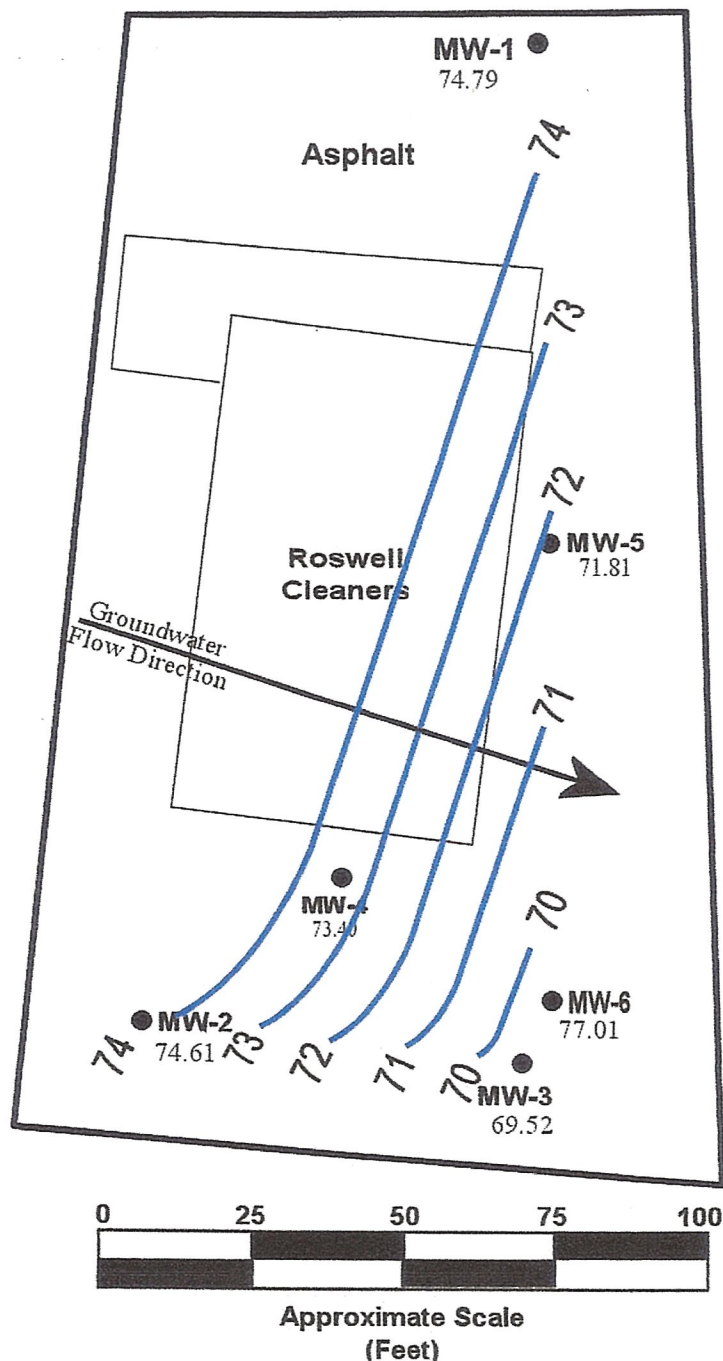 MW-1
74.79
74
Asphalt
73
72
MW-5
71.81
Roswell
Cleaners
Groundwater
Flow Direction
71
MW-4
73.40
70
MW-6
77.01
MW-2
74.61
74
73
72
71
70
MW-3
69.52
0 25 50 75 100
Approximate Scale
(Feet)